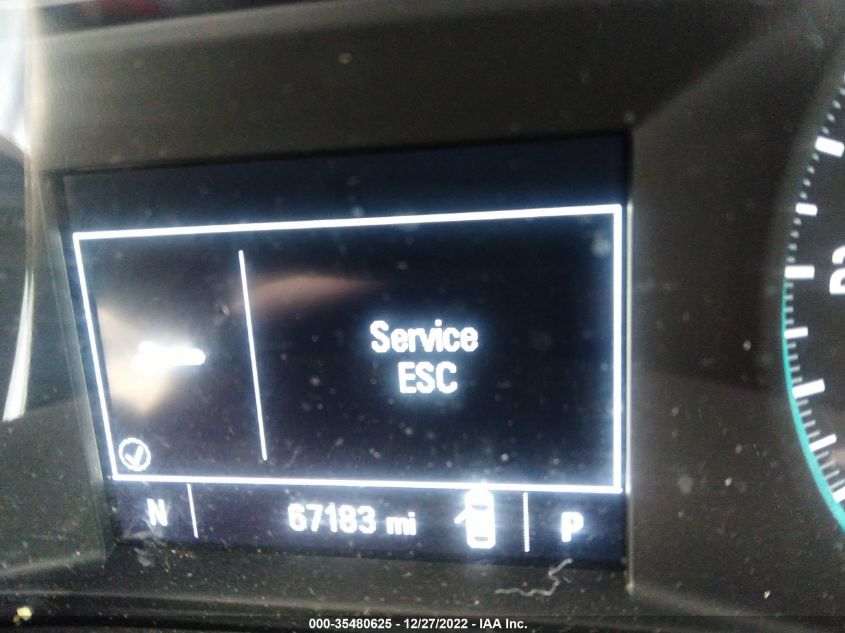 Service
ESC
N
67183 mi
P
000-35480625 - 12/27/2022 - IAA Inc.